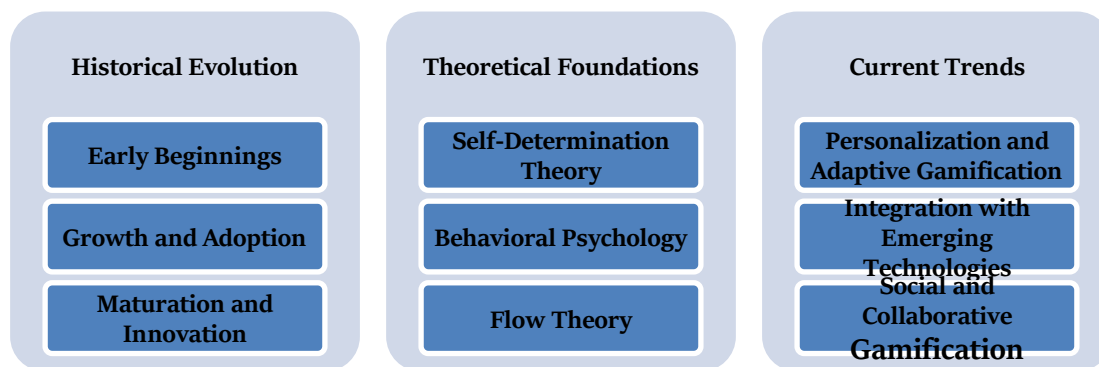 Historical Evolution
Early Beginnings
Growth and Adoption
Maturation and
Innovation
Theoretical Foundations
Self-Determination
Theory
Behavioral Psychology
Flow Theory
Current Trends
Personalization and
Adaptive Gamification
Integration with
Emerging
Technologies
Social and
Collaborative
Gamification